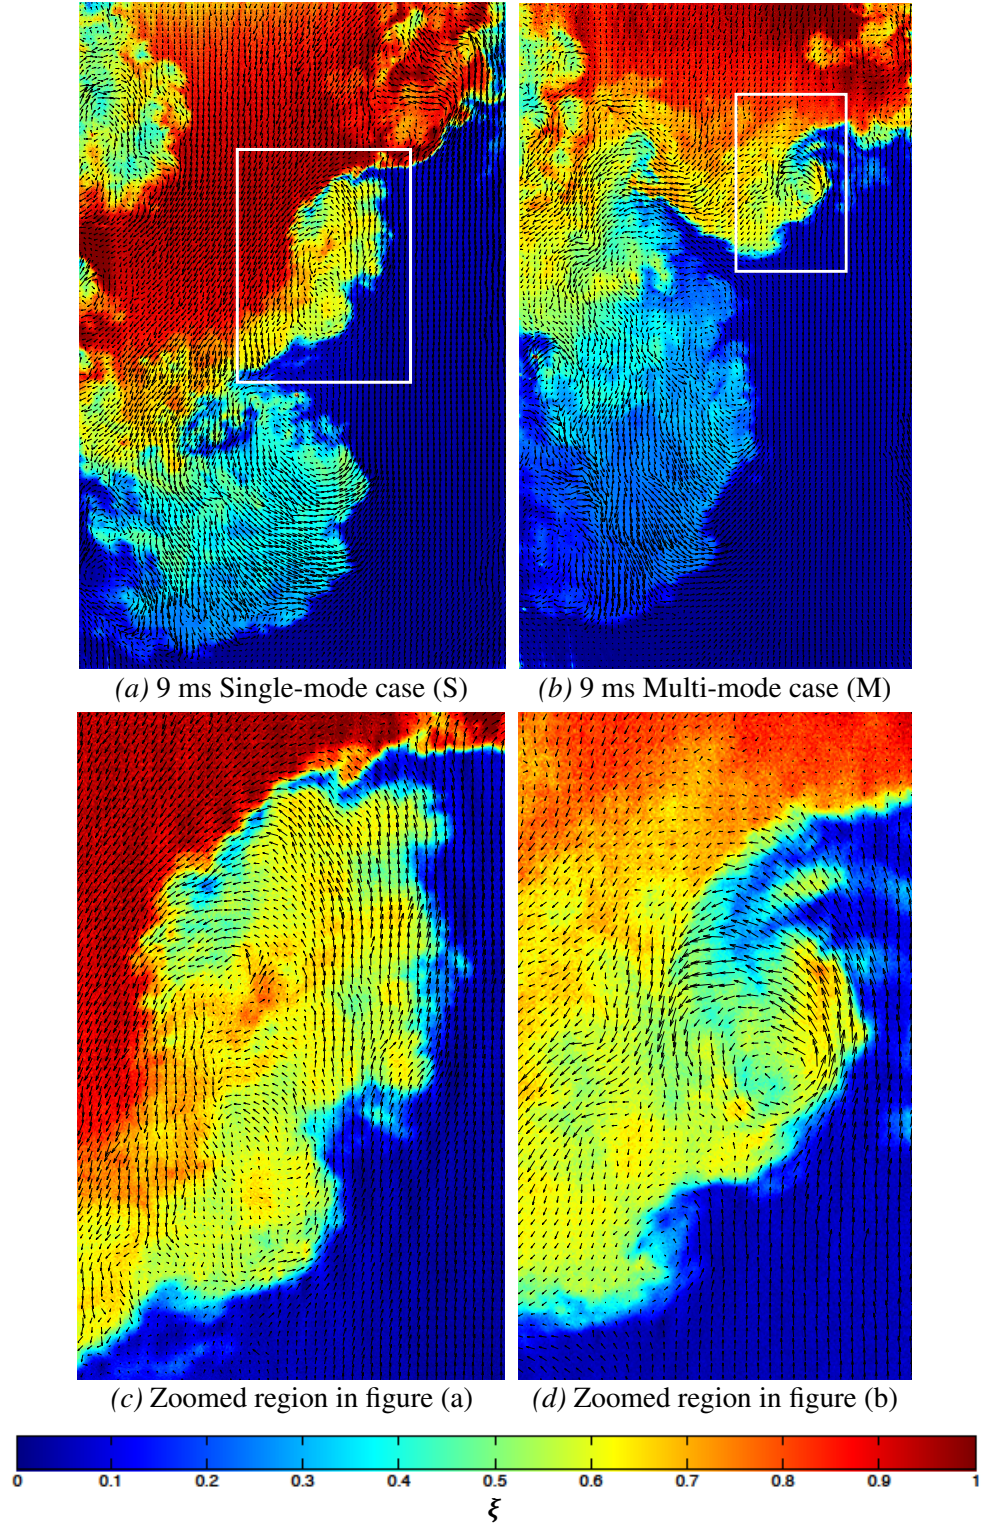 (a) 9 ms Single-mode case (S)
(b) 9 ms Multi-mode case (M)
(c) Zoomed region in figure (a)
(d) Zoomed region in figure (b)
0 0.1 0.2 0.3 0.4 0.5 0.6 0.7 0.8 0.9 1
ξ